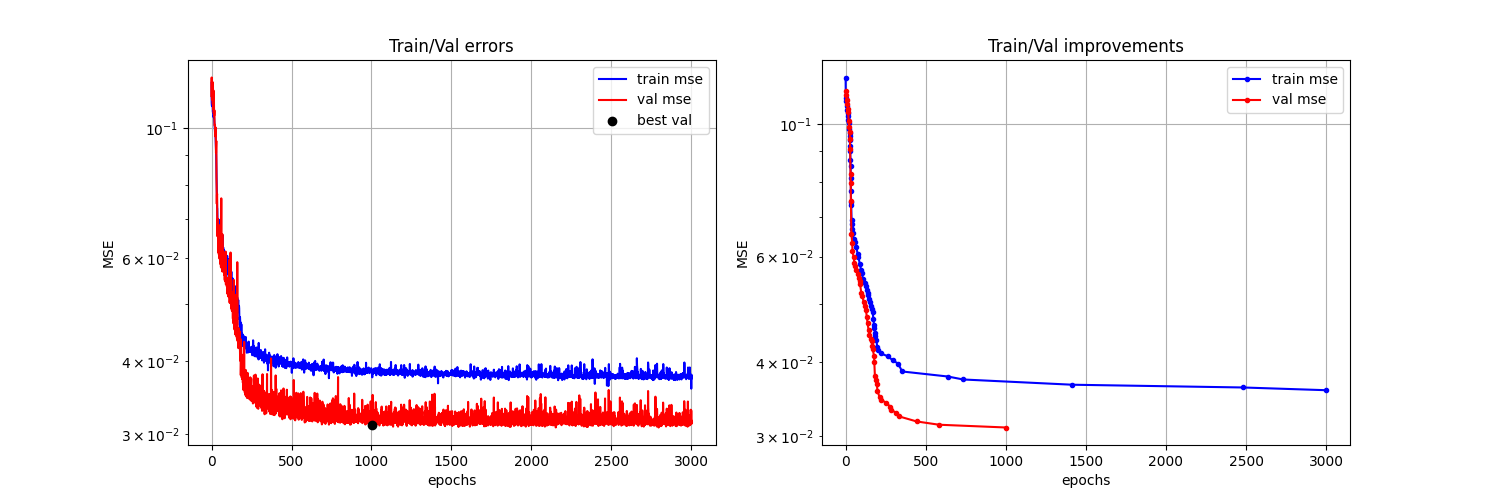 Train/Val errors
train mse
val mse
best val
10⁻¹
6 × 10⁻²
4 × 10⁻²
3 × 10⁻²
MSE
0 500 1000 1500 2000 2500 3000
epochs
Train/Val improvements
train mse
val mse
10⁻¹
6 × 10⁻²
4 × 10⁻²
3 × 10⁻²
MSE
0 500 1000 1500 2000 2500 3000
epochs